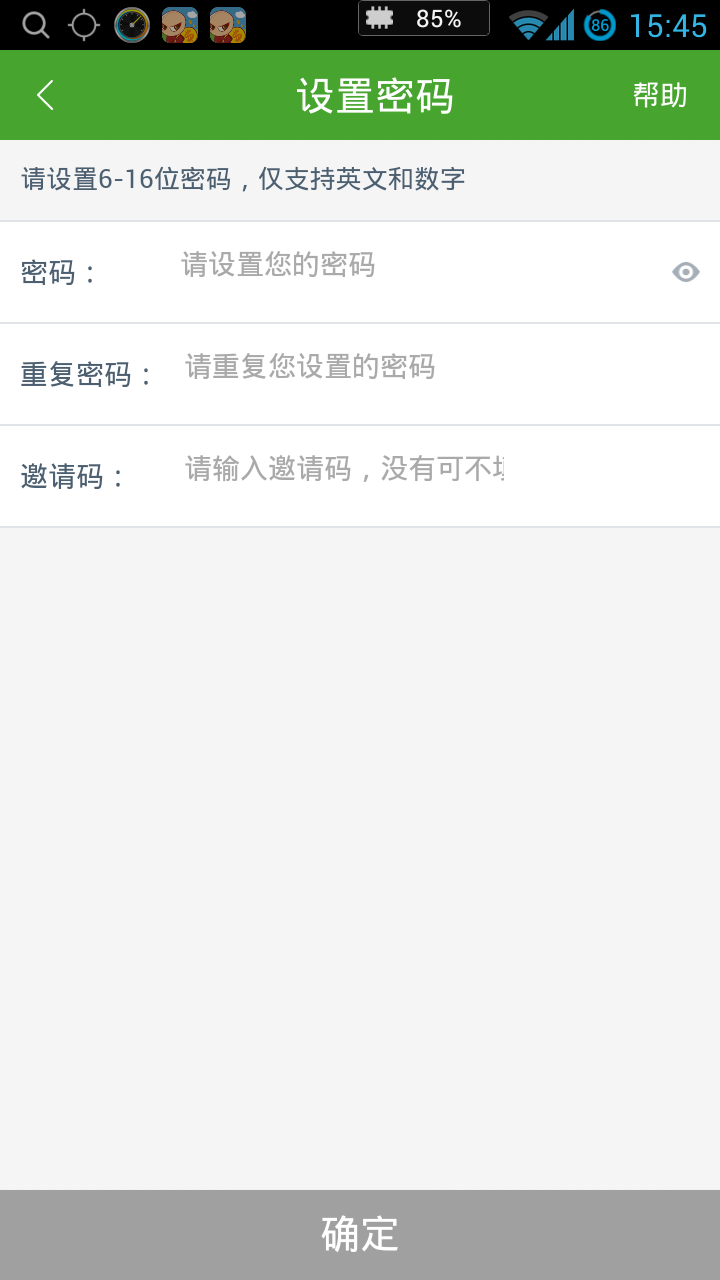 85%
86
15:45
设置密码
帮助
请设置6-16位密码，仅支持英文和数字
密码：
请设置您的密码
重复密码：
请重复您设置的密码
邀请码：
请输入邀请码，没有可不
确定